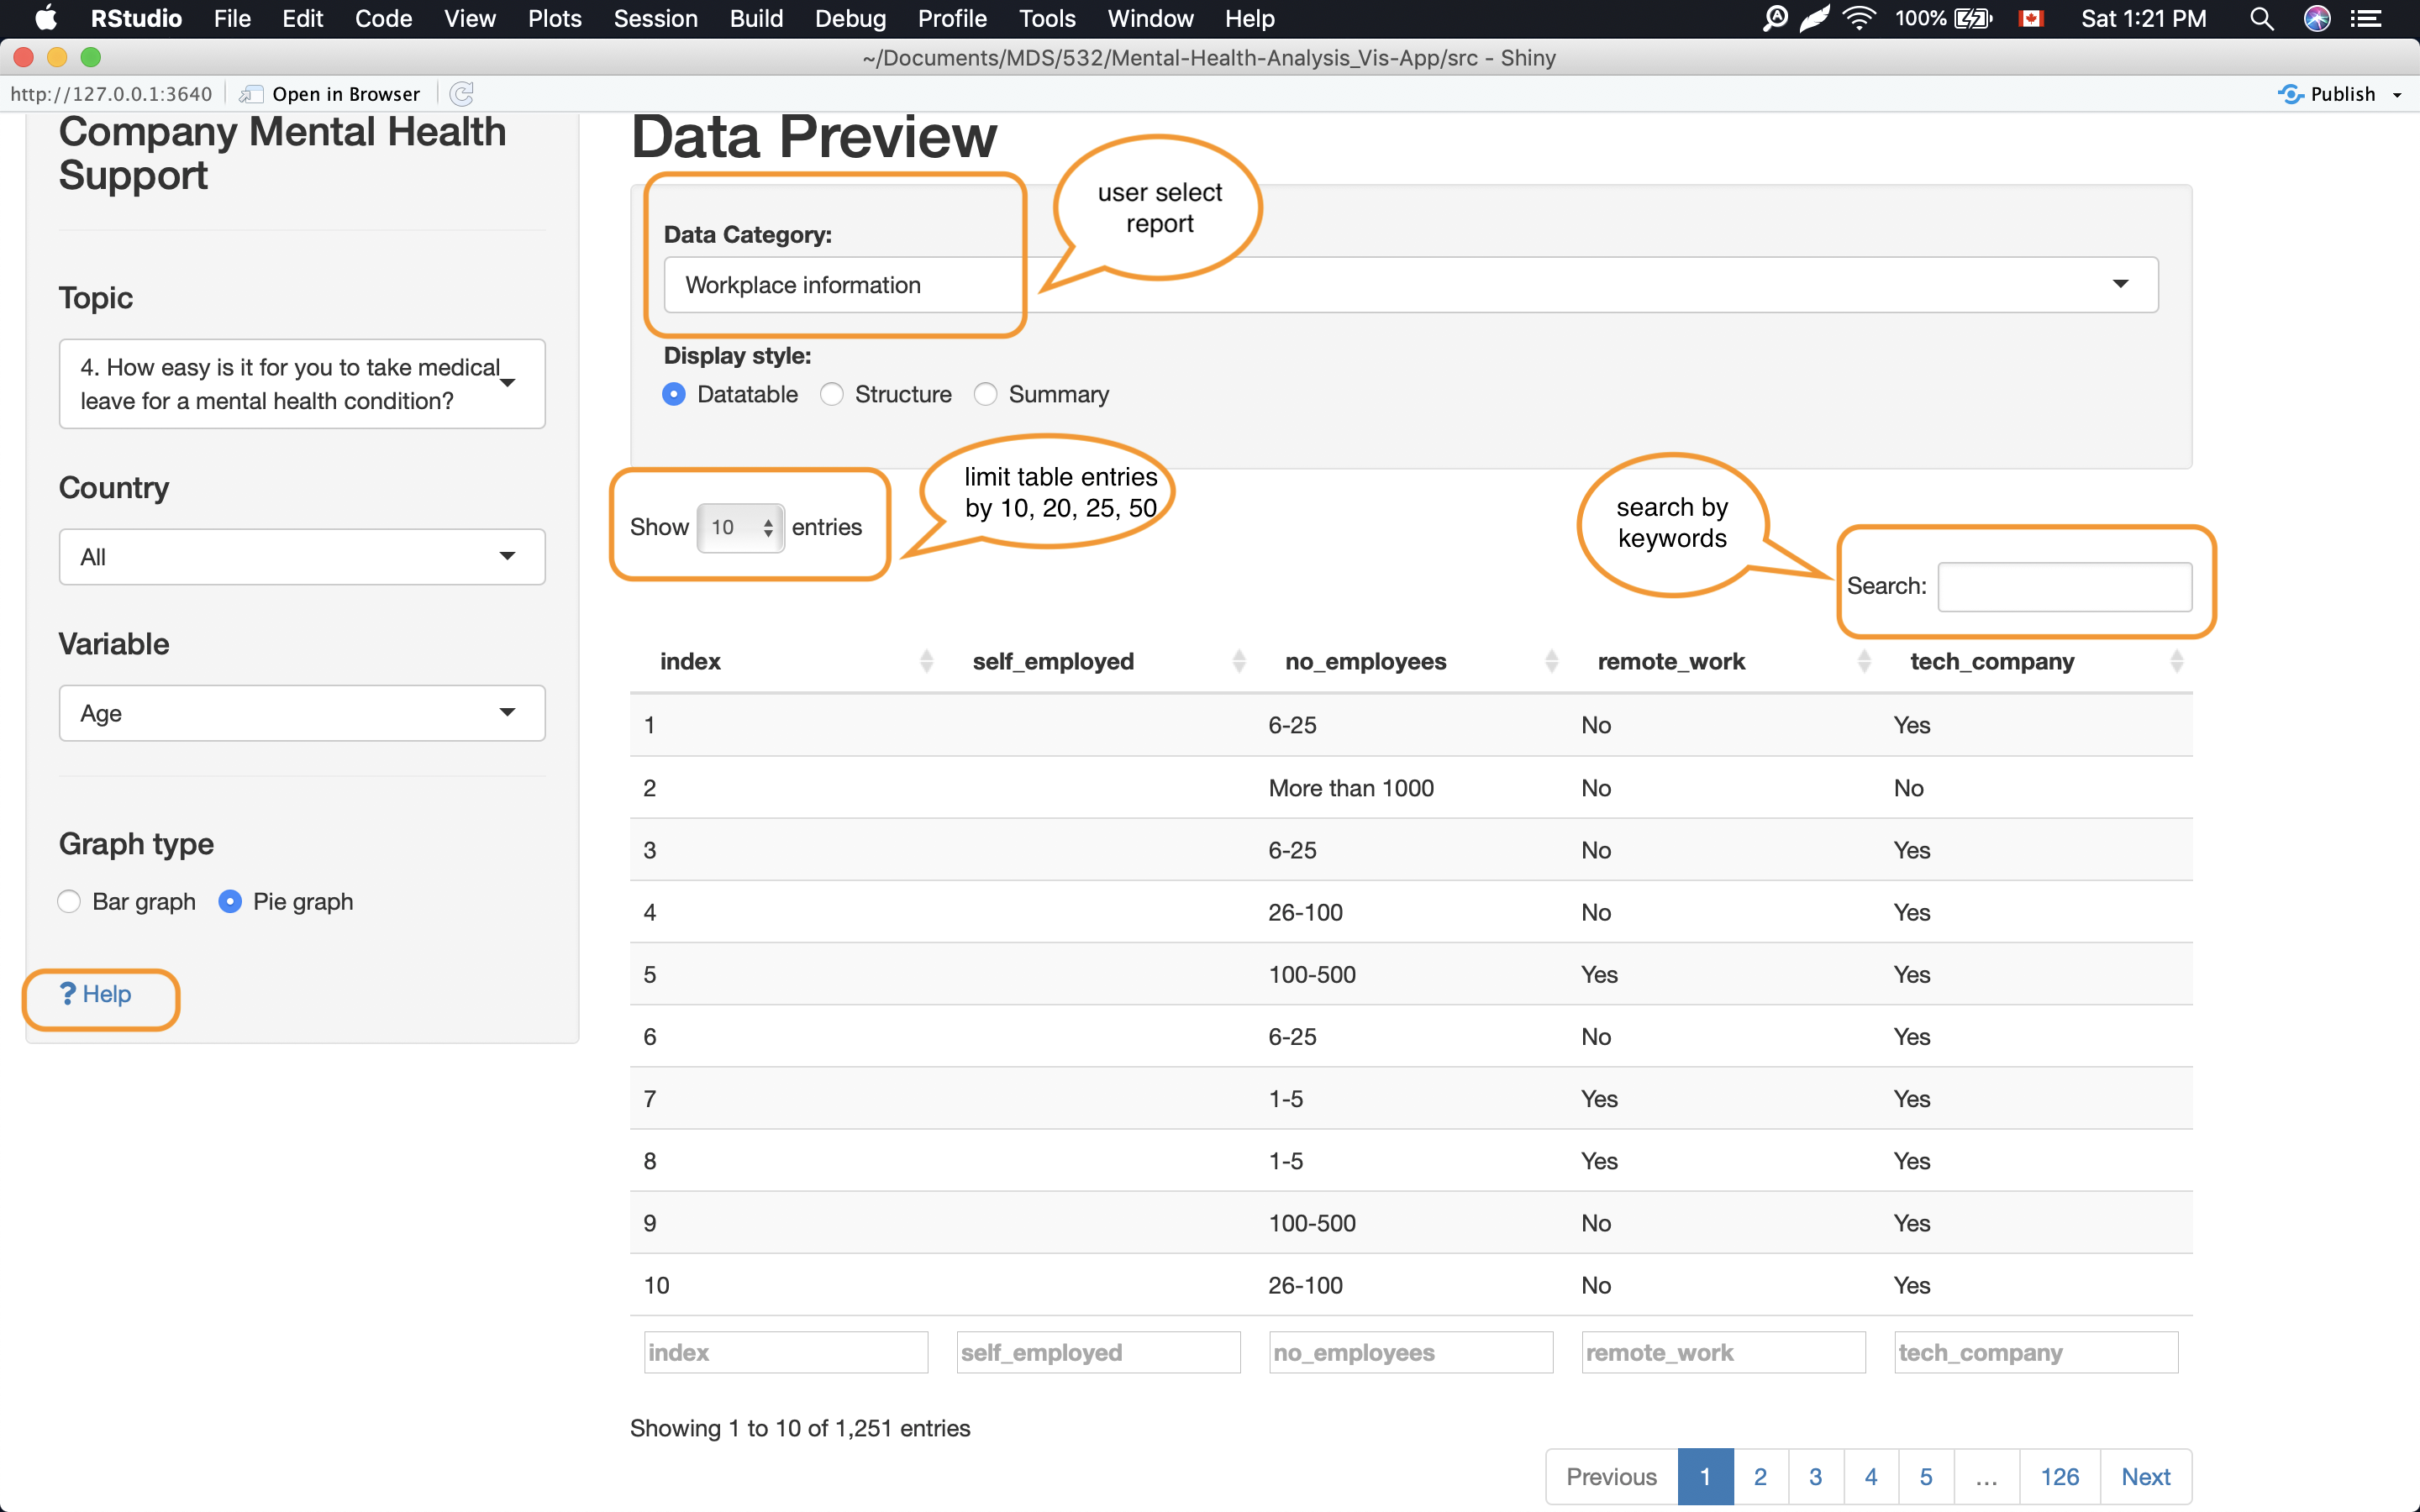 RStudio File Edit Code View Plots Session Build Debug Profile Tools Window Help 100% Sat 1:21 PM
~/Documents/MDS/532/Mental-Health-Analysis_Vis-App/src - Shiny
http://127.0.0.1:3640 Open in Browser Publish
Company Mental Health
Support
Topic
4. How easy is it for you to take medical
leave for a mental health condition?
Country
All
Variable
Age
Graph type
Bar graph Pie graph
? Help
Data Preview
user select
report
Data Category:
Workplace information
Display style:
Datatable Structure Summary
limit table entries
by 10, 20, 25, 50
Show 10 entries
search by
keywords
Search:
index self_employed no_employees remote_work tech_company
1 6-25 No Yes
2 More than 1000 No No
3 6-25 No Yes
4 26-100 No Yes
5 100-500 Yes Yes
6 6-25 No Yes
7 1-5 Yes Yes
8 1-5 Yes Yes
9 100-500 No Yes
10 26-100 No Yes
index self_employed no_employees remote_work tech_company
Showing 1 to 10 of 1,251 entries
Previous 1 2 3 4 5 … 126 Next